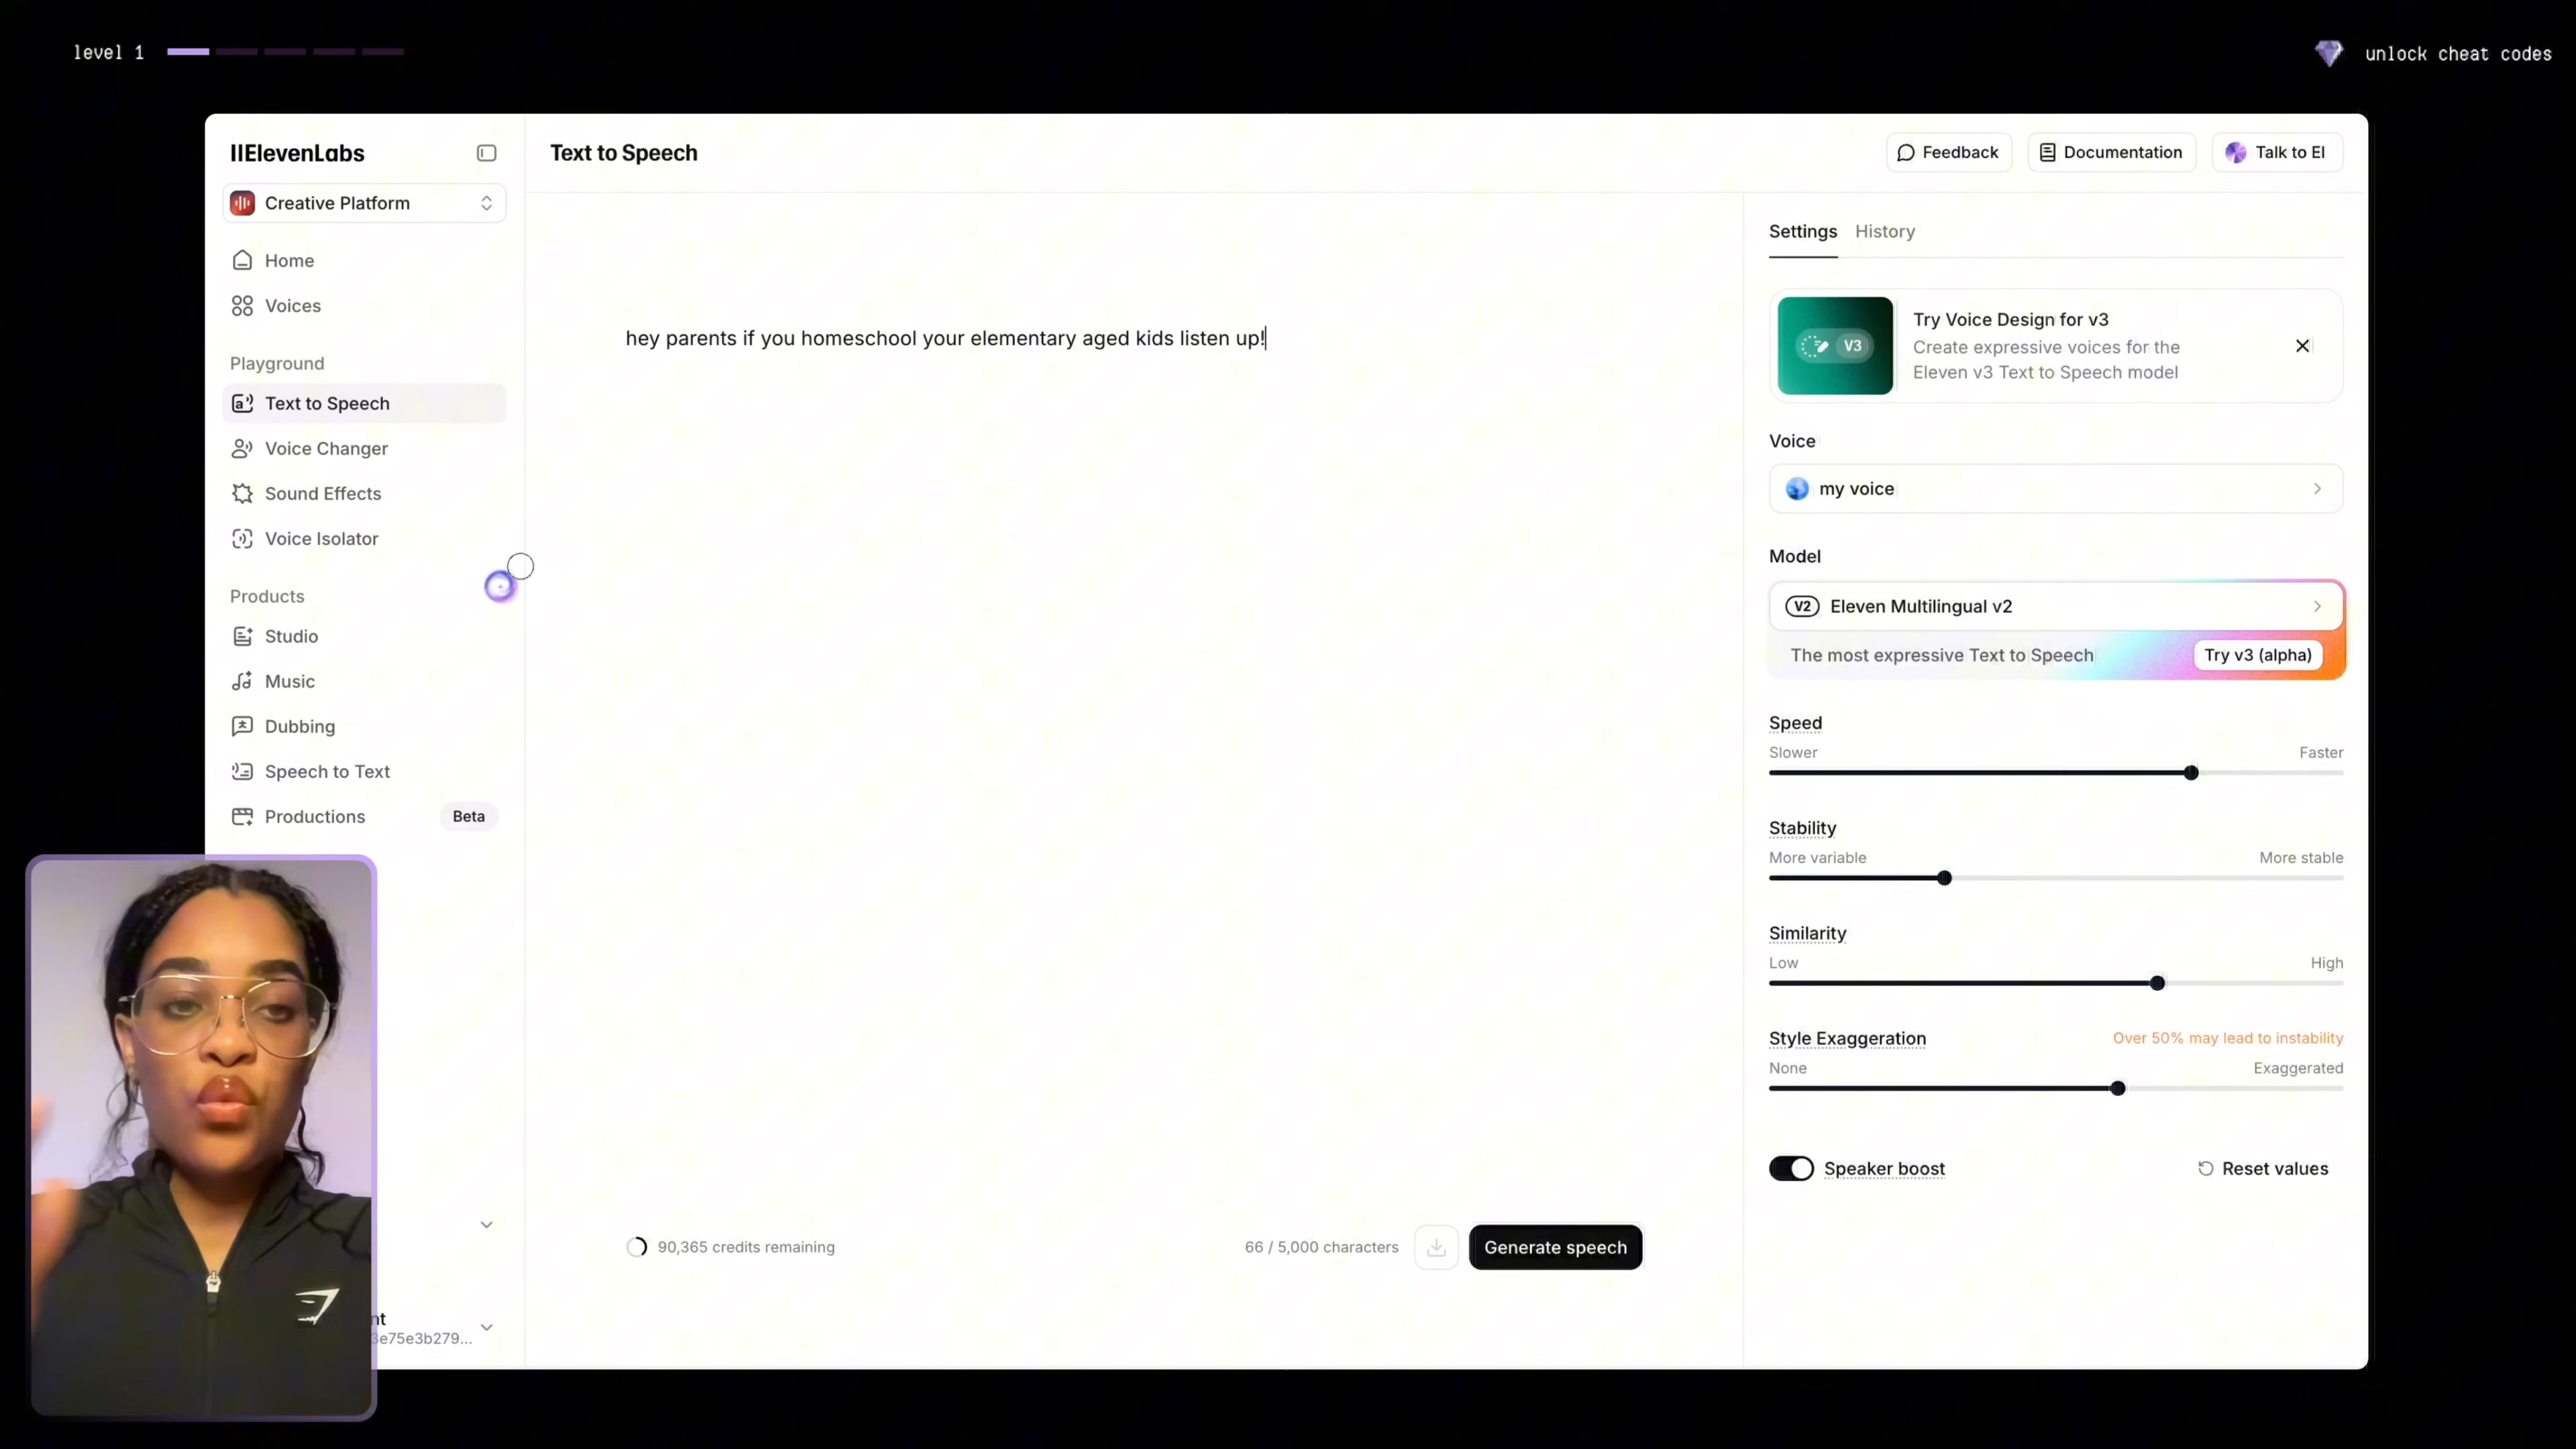 level 1
unlock cheat codes
IIElevenLabs
Creative Platform
Home
Voices
Playground
Text to Speech
Voice Changer
Sound Effects
Voice Isolator
Products
Studio
Music
Dubbing
Speech to Text
Productions
Beta
nt
3e75e3b279...
Text to Speech
Feedback
Documentation
Talk to El
hey parents if you homeschool your elementary aged kids listen up!
90,365 credits remaining
66 / 5,000 characters
Generate speech
Settings
History
V3
Try Voice Design for v3
Create expressive voices for the
Eleven v3 Text to Speech model
Voice
my voice
Model
V2 Eleven Multilingual v2
The most expressive Text to Speech
Try v3 (alpha)
Speed
Slower
Faster
Stability
More variable
More stable
Similarity
Low
High
Style Exaggeration
Over 50% may lead to instability
None
Exaggerated
Speaker boost
Reset values